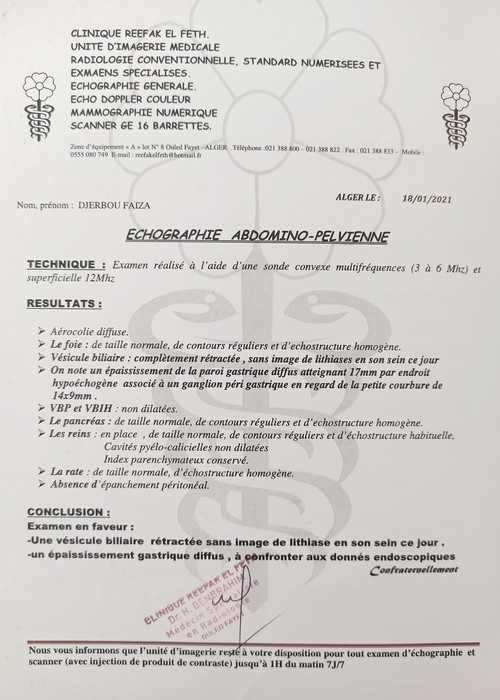 CLINIQUE REEFAK EL FETH.
UNITE D'IMAGERIE MEDICALE
RADIOLOGIE CONVENTIONNELLE, STANDARD NUMERISEES ET
EXMAENS SPECIALISES.
ECHOGRAPHIE GENERALE.
ECHO DOPPLER COULEUR
MAMMOGRAPHIE NUMERIQUE
SCANNER GE 16 BARRETTES.
Zone d'équipement « A » lot N° 8 Ouled Fayet - ALGER. Téléphone :021 388 800 – 021 388 822 . Fax : 021 388 833 – Mobile :
0555 080 749 E-mail : reefakelfeth@hotmail.fr
ALGER LE : 18/01/2021
Nom, prénom : DJERBOU FAIZA
ECHOGRAPHIE ABDOMINO-PELVIENNE
TECHNIQUE : Examen réalisé à l'aide d'une sonde convexe multifréquences (3 à 6 Mhz) et
superficielle 12Mhz
RESULTATS :
➢ Aérocolie diffuse.
➢ Le foie : de taille normale, de contours réguliers et d'echostructure homogène.
➢ Vésicule biliaire : complètement rétractée , sans image de lithiases en son sein ce jour
➢ On note un épaississement de la paroi gastrique diffus atteignant 17mm par endroit
hypoéchogène associé à un ganglion péri gastrique en regard de la petite courbure de
14x9mm .
➢ VBP et VBIH : non dilatées.
➢ Le pancréas : de taille normale, de contours réguliers et d'echostructure homogène.
➢ Les reins : en place , de taille normale, de contours réguliers et d'échostructure habituelle,
Cavités pyélo-calicielles non dilatées
Index parenchymateux conservé.
➢ La rate : de taille normale, d'échostructure homogène.
➢ Absence d'épanchement péritonéal.
CONCLUSION :
Examen en faveur :
-Une vésicule biliaire rétractée sans image de lithiase en son sein ce jour .
-un épaississement gastrique diffus , à confronter aux donnés endoscopiques
Confraternellement
CLINIQUE REEFAK EL FETH
Dr. H. BENBRAHIM
Medecin Spécialiste
en Radiologie
OULED FAYET
Nous vous informons que l'unité d'imagerie reste à votre disposition pour tout examen d'échographie et
scanner (avec injection de produit de contraste) jusqu'à 1H du matin 7J/7